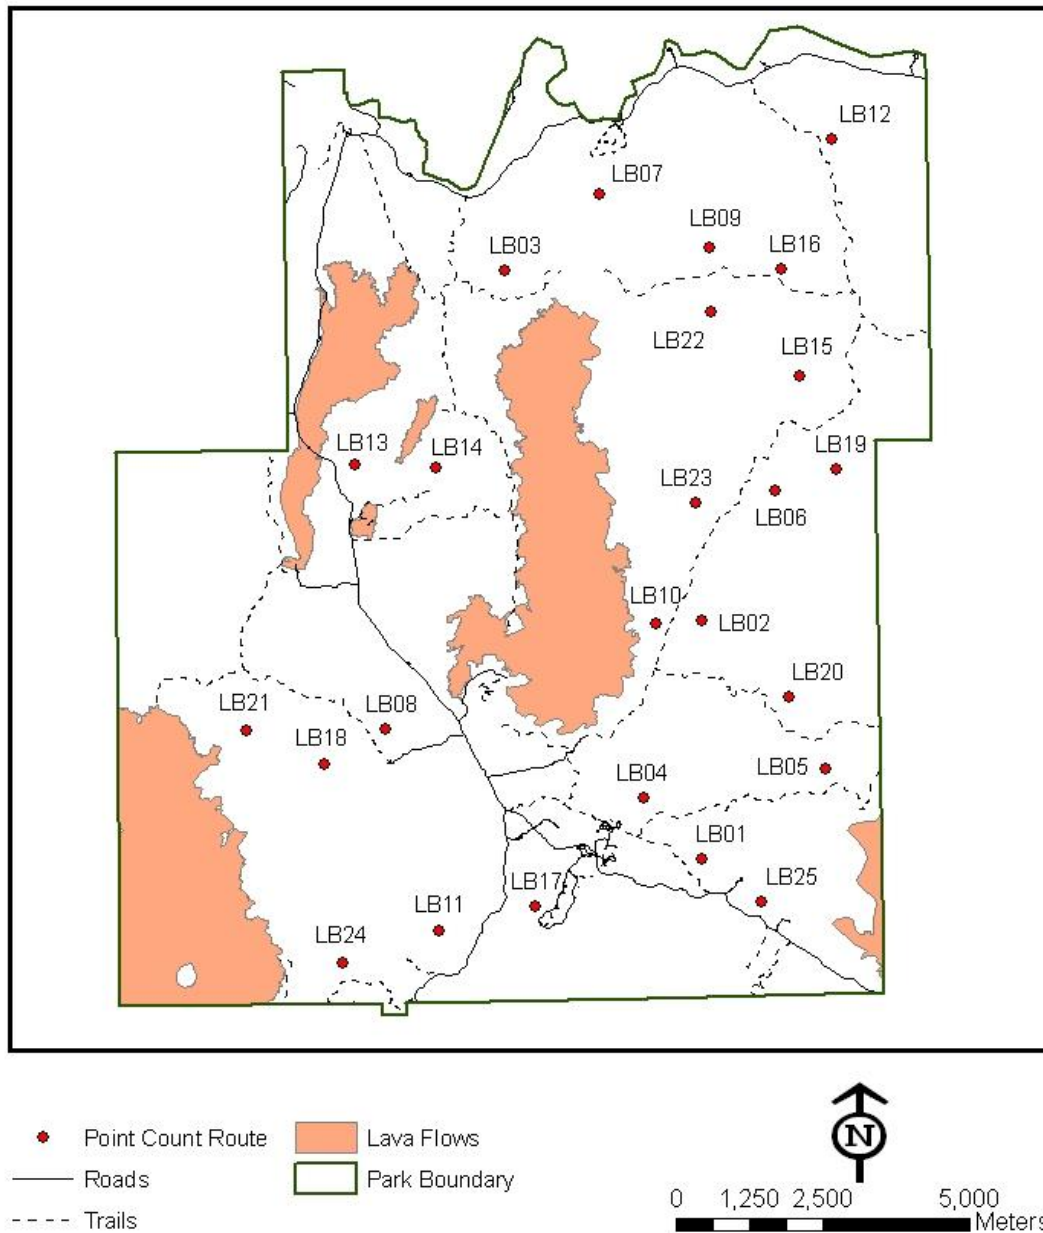 LB12
LB07
LB09
LB03
LB16
LB22
LB15
LB13
LB14
LB19
LB23
LB06
LB10
LB02
LB20
LB21
LB08
LB18
LB04
LB05
LB01
LB17
LB25
LB11
LB24
Point Count Route
Lava Flows
Roads
Park Boundary
Trails
N
0 1,250 2,500 5,000
Meters